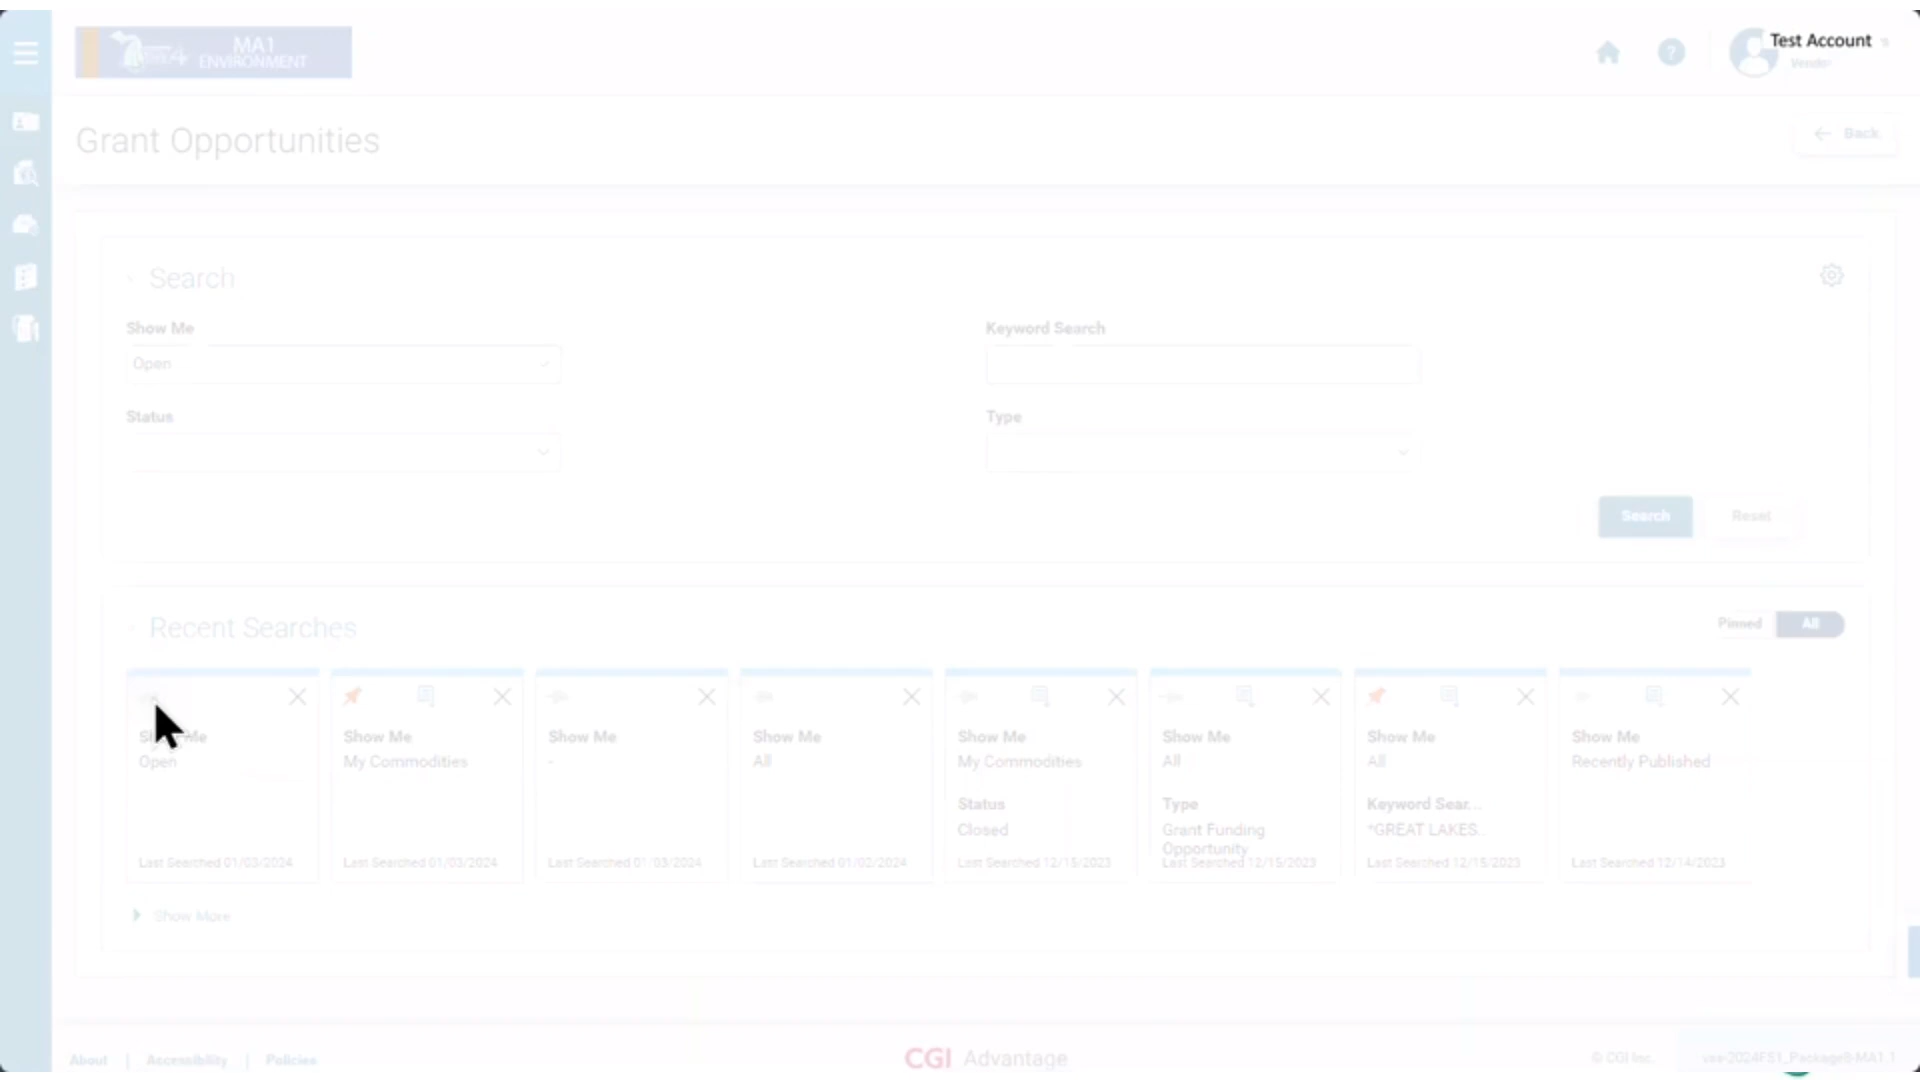 MA1
ENVIRONMENT
Test Account
Vendor
Grant Opportunities
Back
Search
Show Me
Keyword Search
Open
Status
Type
Search
Reset
Recent Searches
Pinned
All
Show Me
Open
Last Searched 01/03/2024
Show Me
My Commodities
Last Searched 01/03/2024
Show Me
-
Last Searched 01/03/2024
Show Me
All
Last Searched 01/02/2024
Show Me
My Commodities
Status
Closed
Last Searched 12/15/2023
Show Me
All
Type
Grant Funding
Opportunity
Last Searched 12/15/2023
Show Me
All
Keyword Sear...
*GREAT LAKES...
Last Searched 12/15/2023
Show Me
Recently Published
Last Searched 12/14/2023
Show More
About | Accessibility | Policies
CGI Advantage
© CGI Inc.
vss-2024FS1_Package8-MA1.1